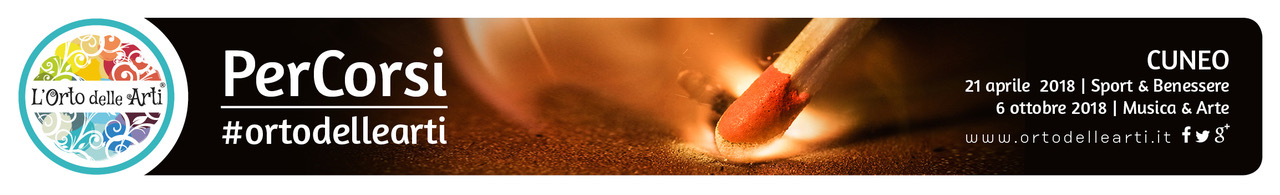 L'Orto delle Arti®
PerCorsi
#ortodellearti
CUNEO
21 aprile 2018 | Sport & Benessere
6 ottobre 2018 | Musica & Arte
www.ortodellearti.it